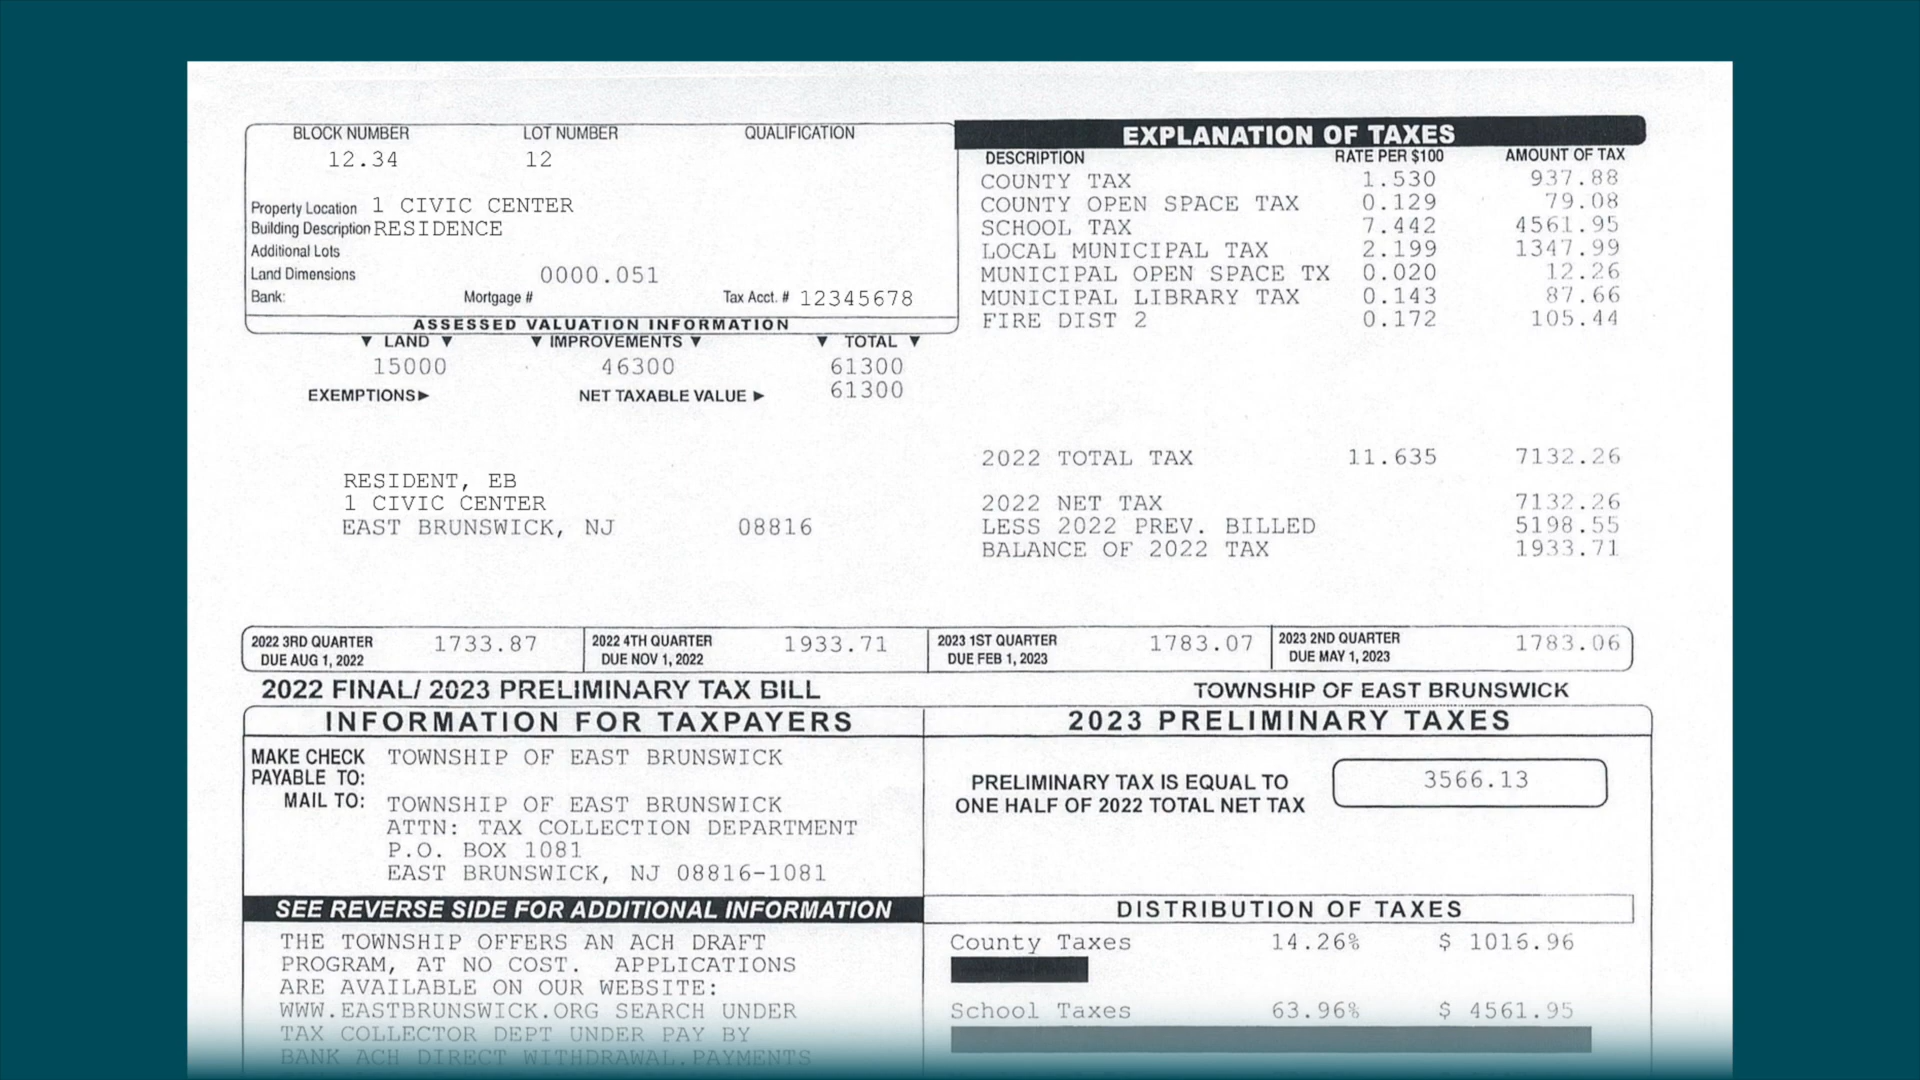 BLOCK NUMBER LOT NUMBER QUALIFICATION
12.34 12
Property Location 1 CIVIC CENTER
Building Description RESIDENCE
Additional Lots
Land Dimensions 0000.051
Bank: Mortgage # Tax Acct. # 12345678
ASSESSED VALUATION INFORMATION
▼ LAND ▼ ▼ IMPROVEMENTS ▼ ▼ TOTAL ▼
15000 46300 61300
EXEMPTIONS► NET TAXABLE VALUE ► 61300
RESIDENT, EB
1 CIVIC CENTER
EAST BRUNSWICK, NJ 08816
EXPLANATION OF TAXES
DESCRIPTION RATE PER $100 AMOUNT OF TAX
COUNTY TAX 1.530 937.88
COUNTY OPEN SPACE TAX 0.129 79.08
SCHOOL TAX 7.442 4561.95
LOCAL MUNICIPAL TAX 2.199 1347.99
MUNICIPAL OPEN SPACE TX 0.020 12.26
MUNICIPAL LIBRARY TAX 0.143 87.66
FIRE DIST 2 0.172 105.44
2022 TOTAL TAX 11.635 7132.26
2022 NET TAX 7132.26
LESS 2022 PREV. BILLED 5198.55
BALANCE OF 2022 TAX 1933.71
2022 3RD QUARTER 1733.87 2022 4TH QUARTER 1933.71 2023 1ST QUARTER 1783.07 2023 2ND QUARTER 1783.06
DUE AUG 1, 2022 DUE NOV 1, 2022 DUE FEB 1, 2023 DUE MAY 1, 2023
2022 FINAL/ 2023 PRELIMINARY TAX BILL TOWNSHIP OF EAST BRUNSWICK
INFORMATION FOR TAXPAYERS
MAKE CHECK TOWNSHIP OF EAST BRUNSWICK
PAYABLE TO:
MAIL TO: TOWNSHIP OF EAST BRUNSWICK
ATTN: TAX COLLECTION DEPARTMENT
P.O. BOX 1081
EAST BRUNSWICK, NJ 08816-1081
SEE REVERSE SIDE FOR ADDITIONAL INFORMATION
THE TOWNSHIP OFFERS AN ACH DRAFT
PROGRAM, AT NO COST. APPLICATIONS
ARE AVAILABLE ON OUR WEBSITE:
WWW.EASTBRUNSWICK.ORG SEARCH UNDER
TAX COLLECTOR DEPT UNDER PAY BY
BANK ACH DIRECT WITHDRAWAL.PAYMENTS
2023 PRELIMINARY TAXES
PRELIMINARY TAX IS EQUAL TO 3566.13
ONE HALF OF 2022 TOTAL NET TAX
DISTRIBUTION OF TAXES
County Taxes 14.26% $ 1016.96
School Taxes 63.96% $ 4561.95